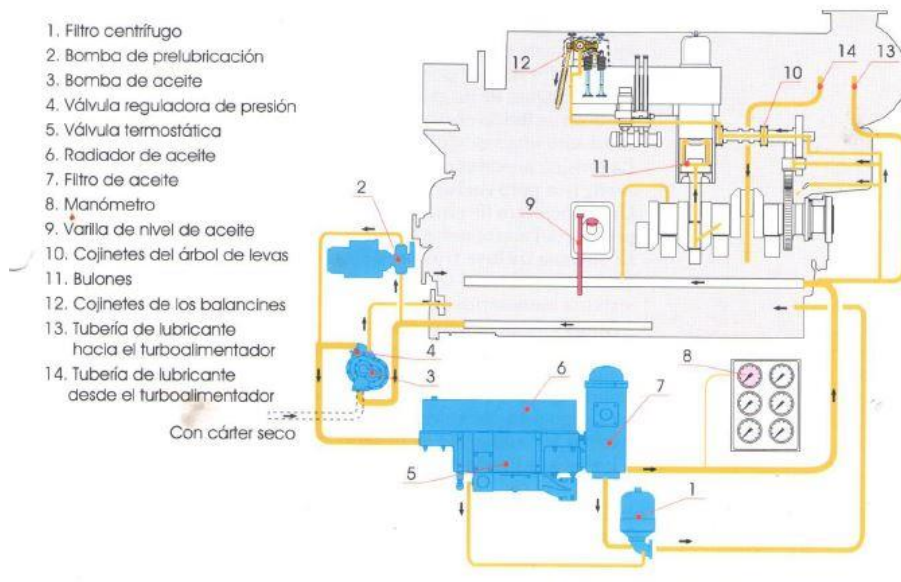 1. Filtro centrífugo
2. Bomba de prelubricación
3. Bomba de aceite
4. Válvula reguladora de presión
5. Válvula termostática
6. Radiador de aceite
7. Filtro de aceite
8. Manómetro
9. Varilla de nivel de aceite
10. Cojinetes del árbol de levas
11. Bulones
12. Cojinetes de los balancines
13. Tubería de lubricante
hacia el turboalimentador
14. Tubería de lubricante
desde el turboalimentador
Con cárter seco
12
14
13
10
11
2
9
4
3
6
7
8
5
1